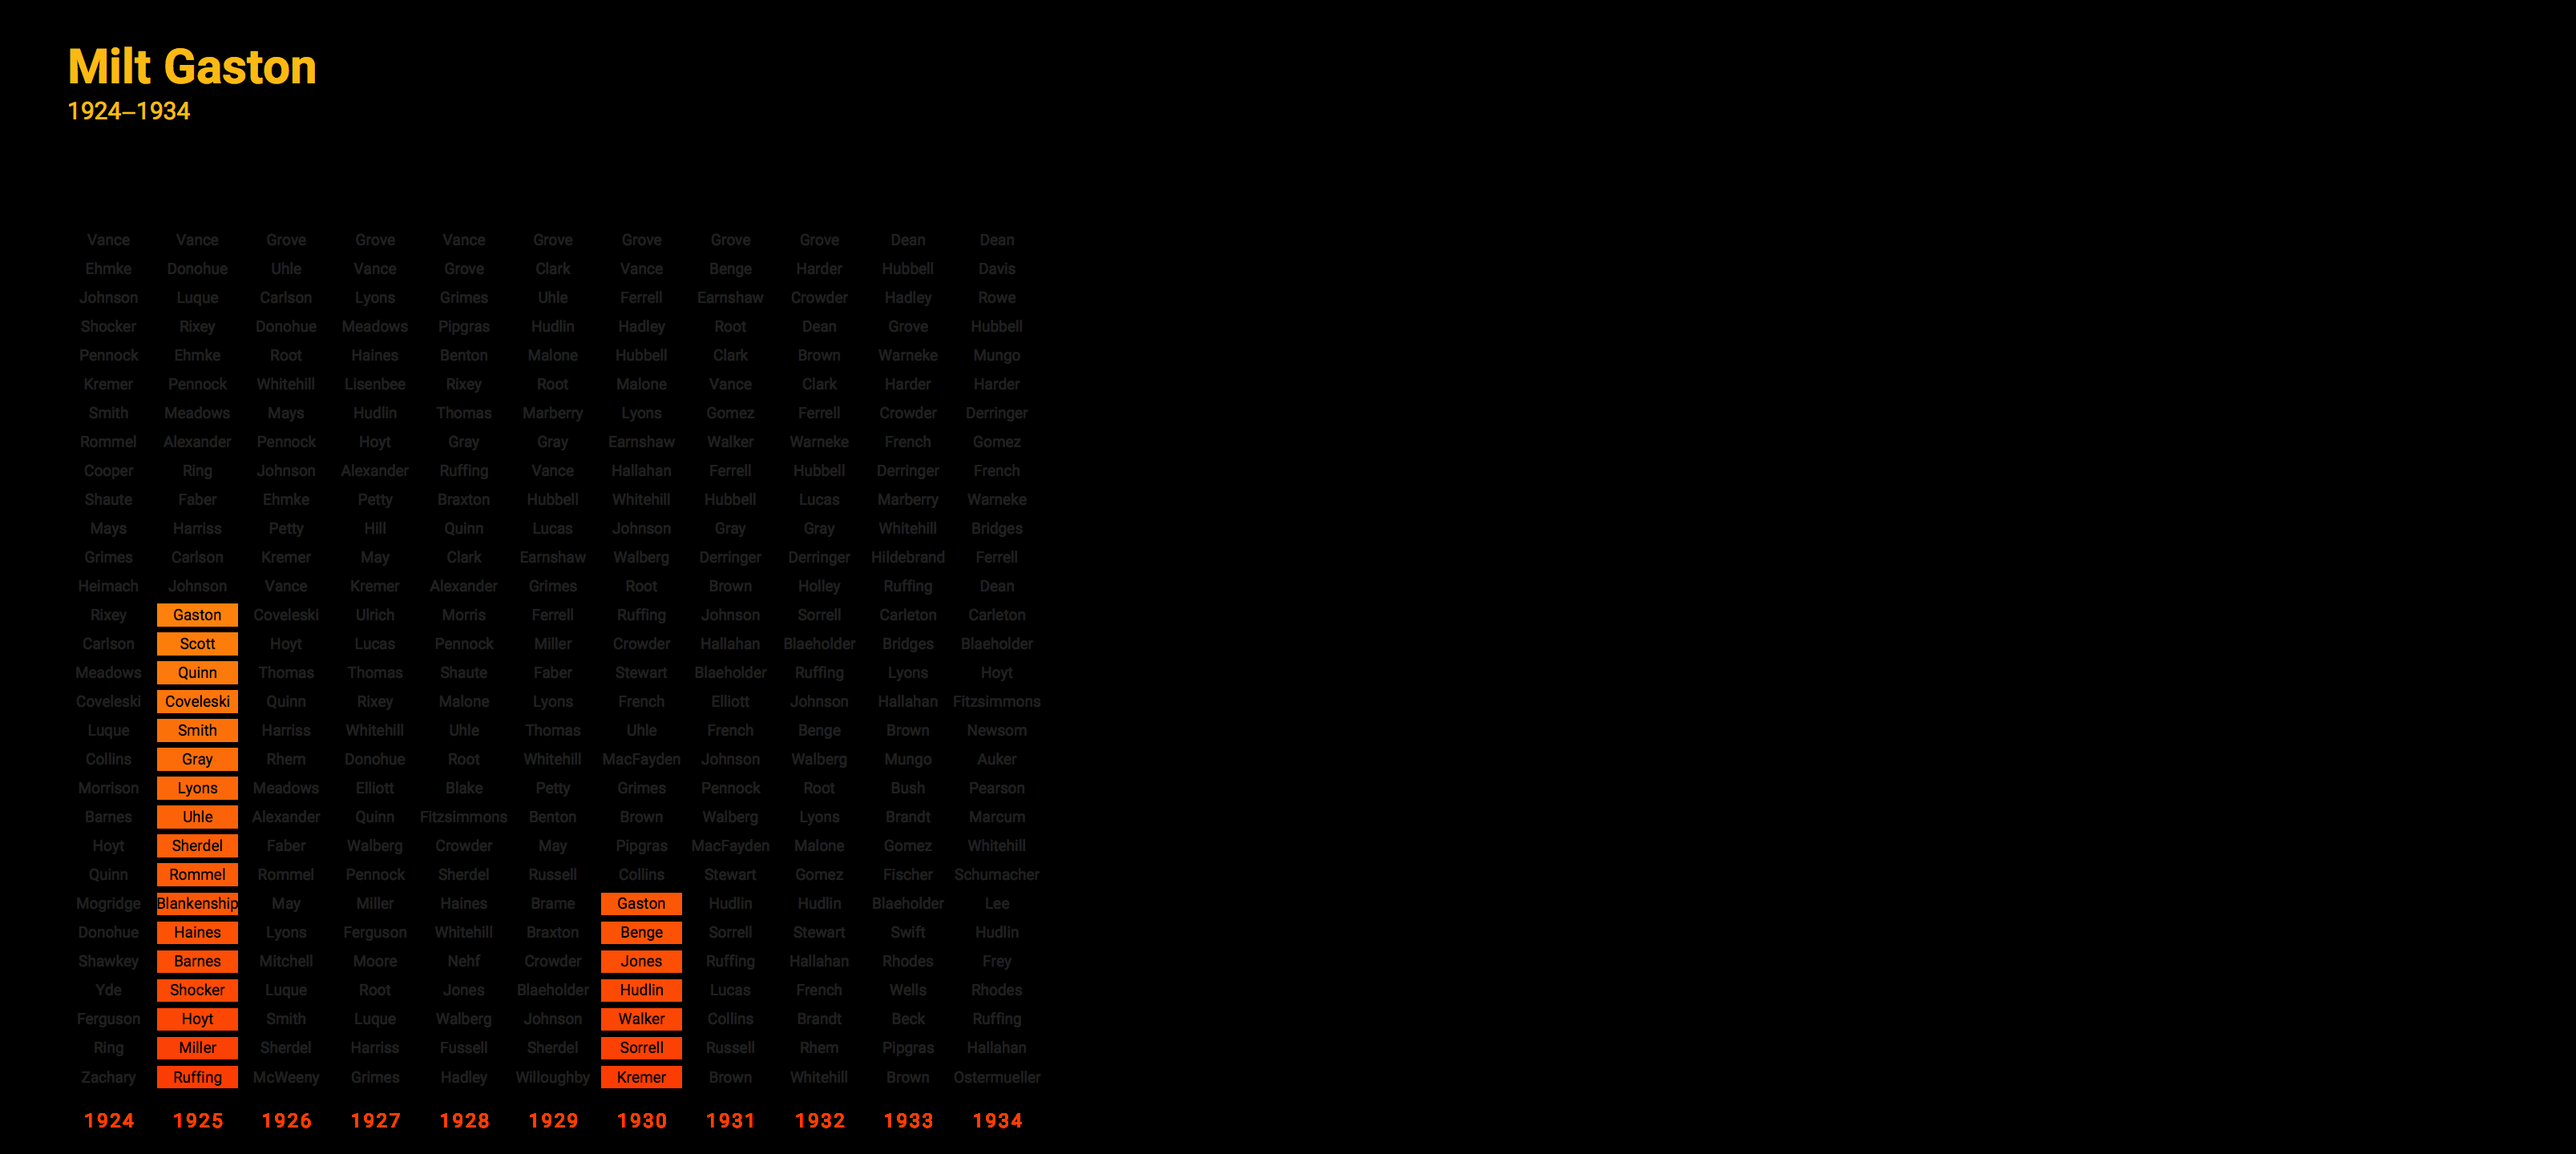 Milt Gaston
1924–1934
Vance Vance Grove Grove Vance Grove Grove Grove Grove Dean Dean
Ehmke Donohue Uhle Vance Grove Clark Vance Benge Harder Hubbell Davis
Johnson Luque Carlson Lyons Grimes Uhle Ferrell Earnshaw Crowder Hadley Rowe
Shocker Rixey Donohue Meadows Pipgras Hudlin Hadley Root Dean Grove Hubbell
Pennock Ehmke Root Haines Benton Malone Hubbell Clark Brown Warneke Mungo
Kremer Pennock Whitehill Lisenbee Rixey Root Malone Vance Clark Harder Harder
Smith Meadows Mays Hudlin Thomas Marberry Lyons Gomez Ferrell Crowder Derringer
Rommel Alexander Pennock Hoyt Gray Gray Earnshaw Walker Warneke French Gomez
Cooper Ring Johnson Alexander Ruffing Vance Hallahan Ferrell Hubbell Derringer French
Shaute Faber Ehmke Petty Braxton Hubbell Whitehill Hubbell Lucas Marberry Warneke
Mays Harriss Petty Hill Quinn Lucas Johnson Gray Gray Whitehill Bridges
Grimes Carlson Kremer May Clark Earnshaw Walberg Derringer Derringer Hildebrand Ferrell
Heimach Johnson Vance Kremer Alexander Grimes Root Brown Holley Ruffing Dean
Rixey Gaston Coveleski Ulrich Morris Ferrell Ruffing Johnson Sorrell Carleton Carleton
Carlson Scott Hoyt Lucas Pennock Miller Crowder Hallahan Blaeholder Bridges Blaeholder
Meadows Quinn Thomas Thomas Shaute Faber Stewart Blaeholder Ruffing Lyons Hoyt
Coveleski Coveleski Quinn Rixey Malone Lyons French Elliott Johnson Hallahan Fitzsimmons
Luque Smith Harriss Whitehill Uhle Thomas Uhle French Benge Brown Newsom
Collins Gray Rhem Donohue Root Whitehill MacFayden Johnson Walberg Mungo Auker
Morrison Lyons Meadows Elliott Blake Petty Grimes Pennock Root Bush Pearson
Barnes Uhle Alexander Quinn Fitzsimmons Benton Brown Walberg Lyons Brandt Marcum
Hoyt Sherdel Faber Walberg Crowder May Pipgras MacFayden Malone Gomez Whitehill
Quinn Rommel Rommel Pennock Sherdel Russell Collins Stewart Gomez Fischer Schumacher
Mogridge Blankenship May Miller Haines Brame Gaston Hudlin Hudlin Blaeholder Lee
Donohue Haines Lyons Ferguson Whitehill Braxton Benge Sorrell Stewart Swift Hudlin
Shawkey Barnes Mitchell Moore Nehf Crowder Jones Ruffing Hallahan Rhodes Frey
Yde Shocker Luque Root Jones Blaeholder Hudlin Lucas French Wells Rhodes
Ferguson Hoyt Smith Luque Walberg Johnson Walker Collins Brandt Beck Ruffing
Ring Miller Sherdel Harriss Fussell Sherdel Sorrell Russell Rhem Pipgras Hallahan
Zachary Ruffing McWeeny Grimes Hadley Willoughby Kremer Brown Whitehill Brown Ostermueller
1924 1925 1926 1927 1928 1929 1930 1931 1932 1933 1934